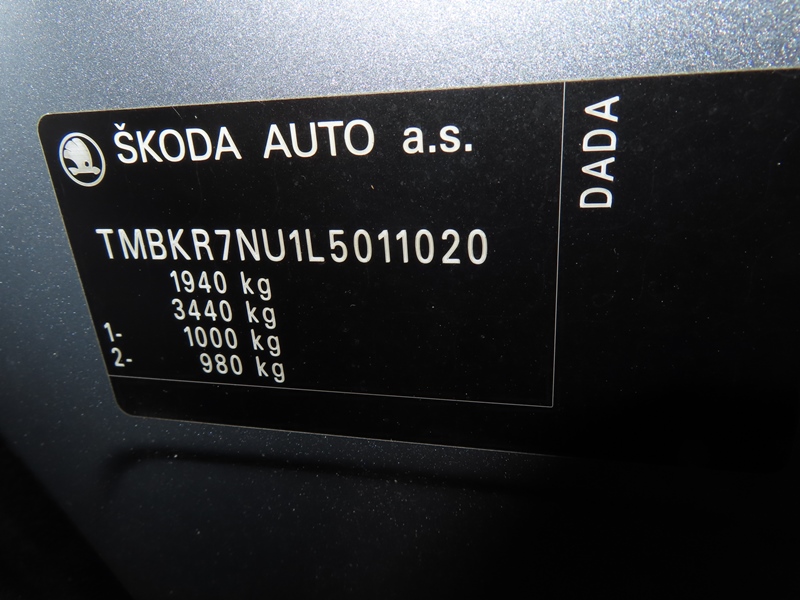 ŠKODA AUTO a.s.
TMBKR7NU1L5011020
1940 kg
3440 kg
1- 1000 kg
2- 980 kg
DADA